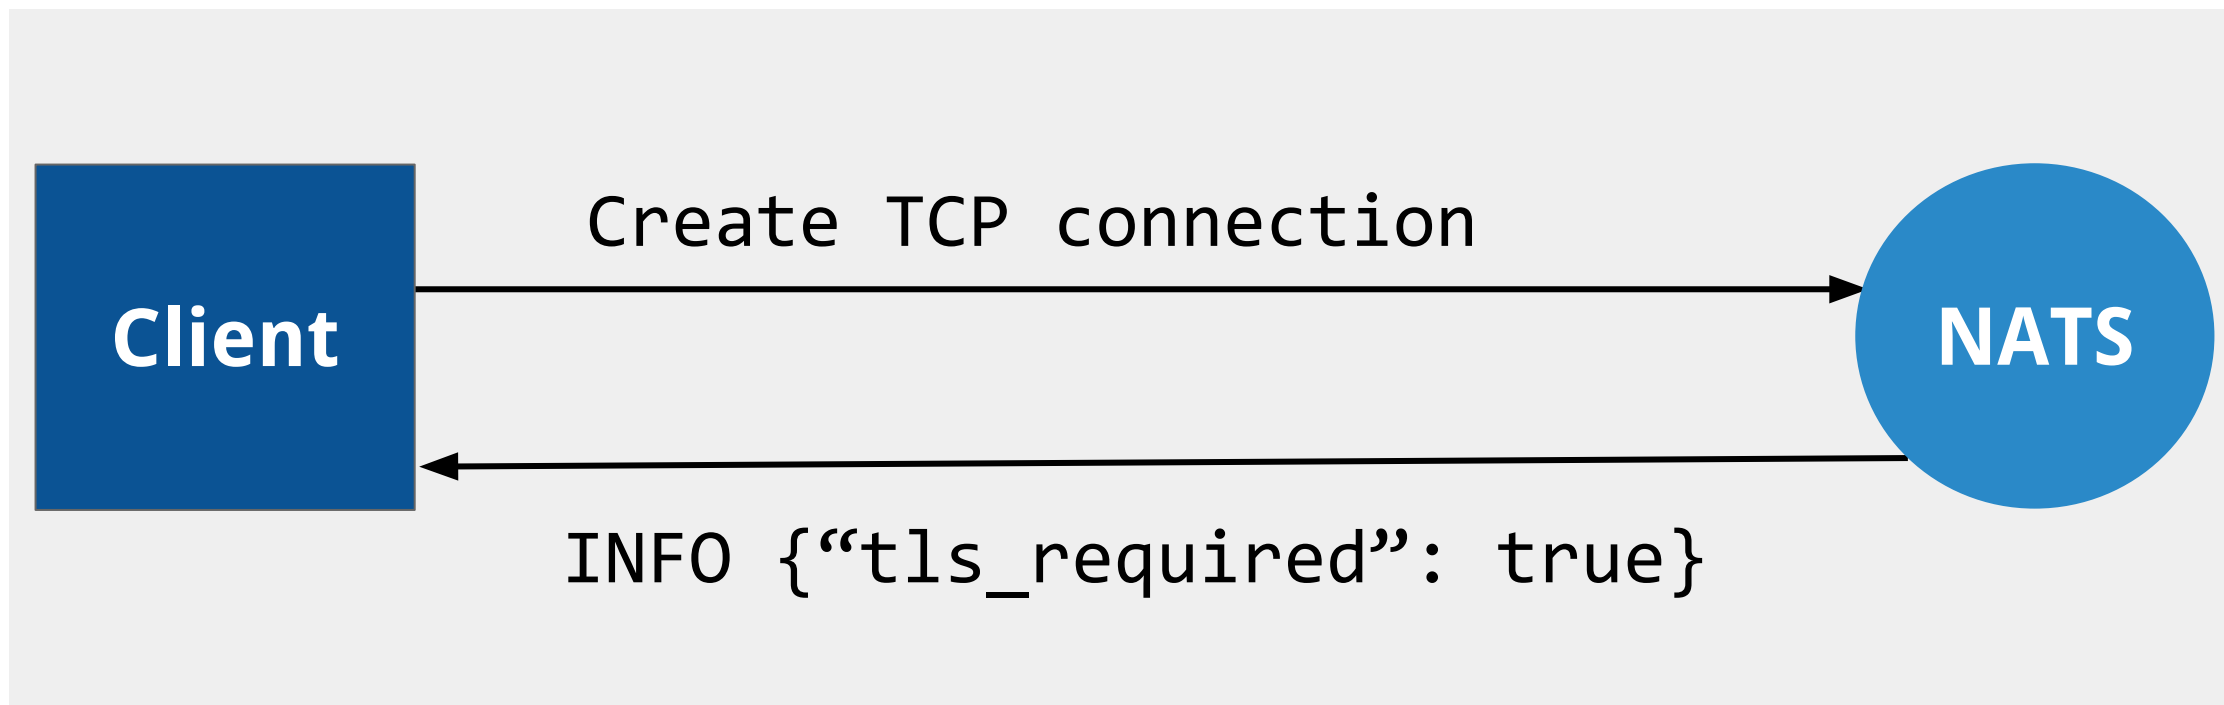 Create TCP connection
Client
NATS
INFO {“tls_required”: true}